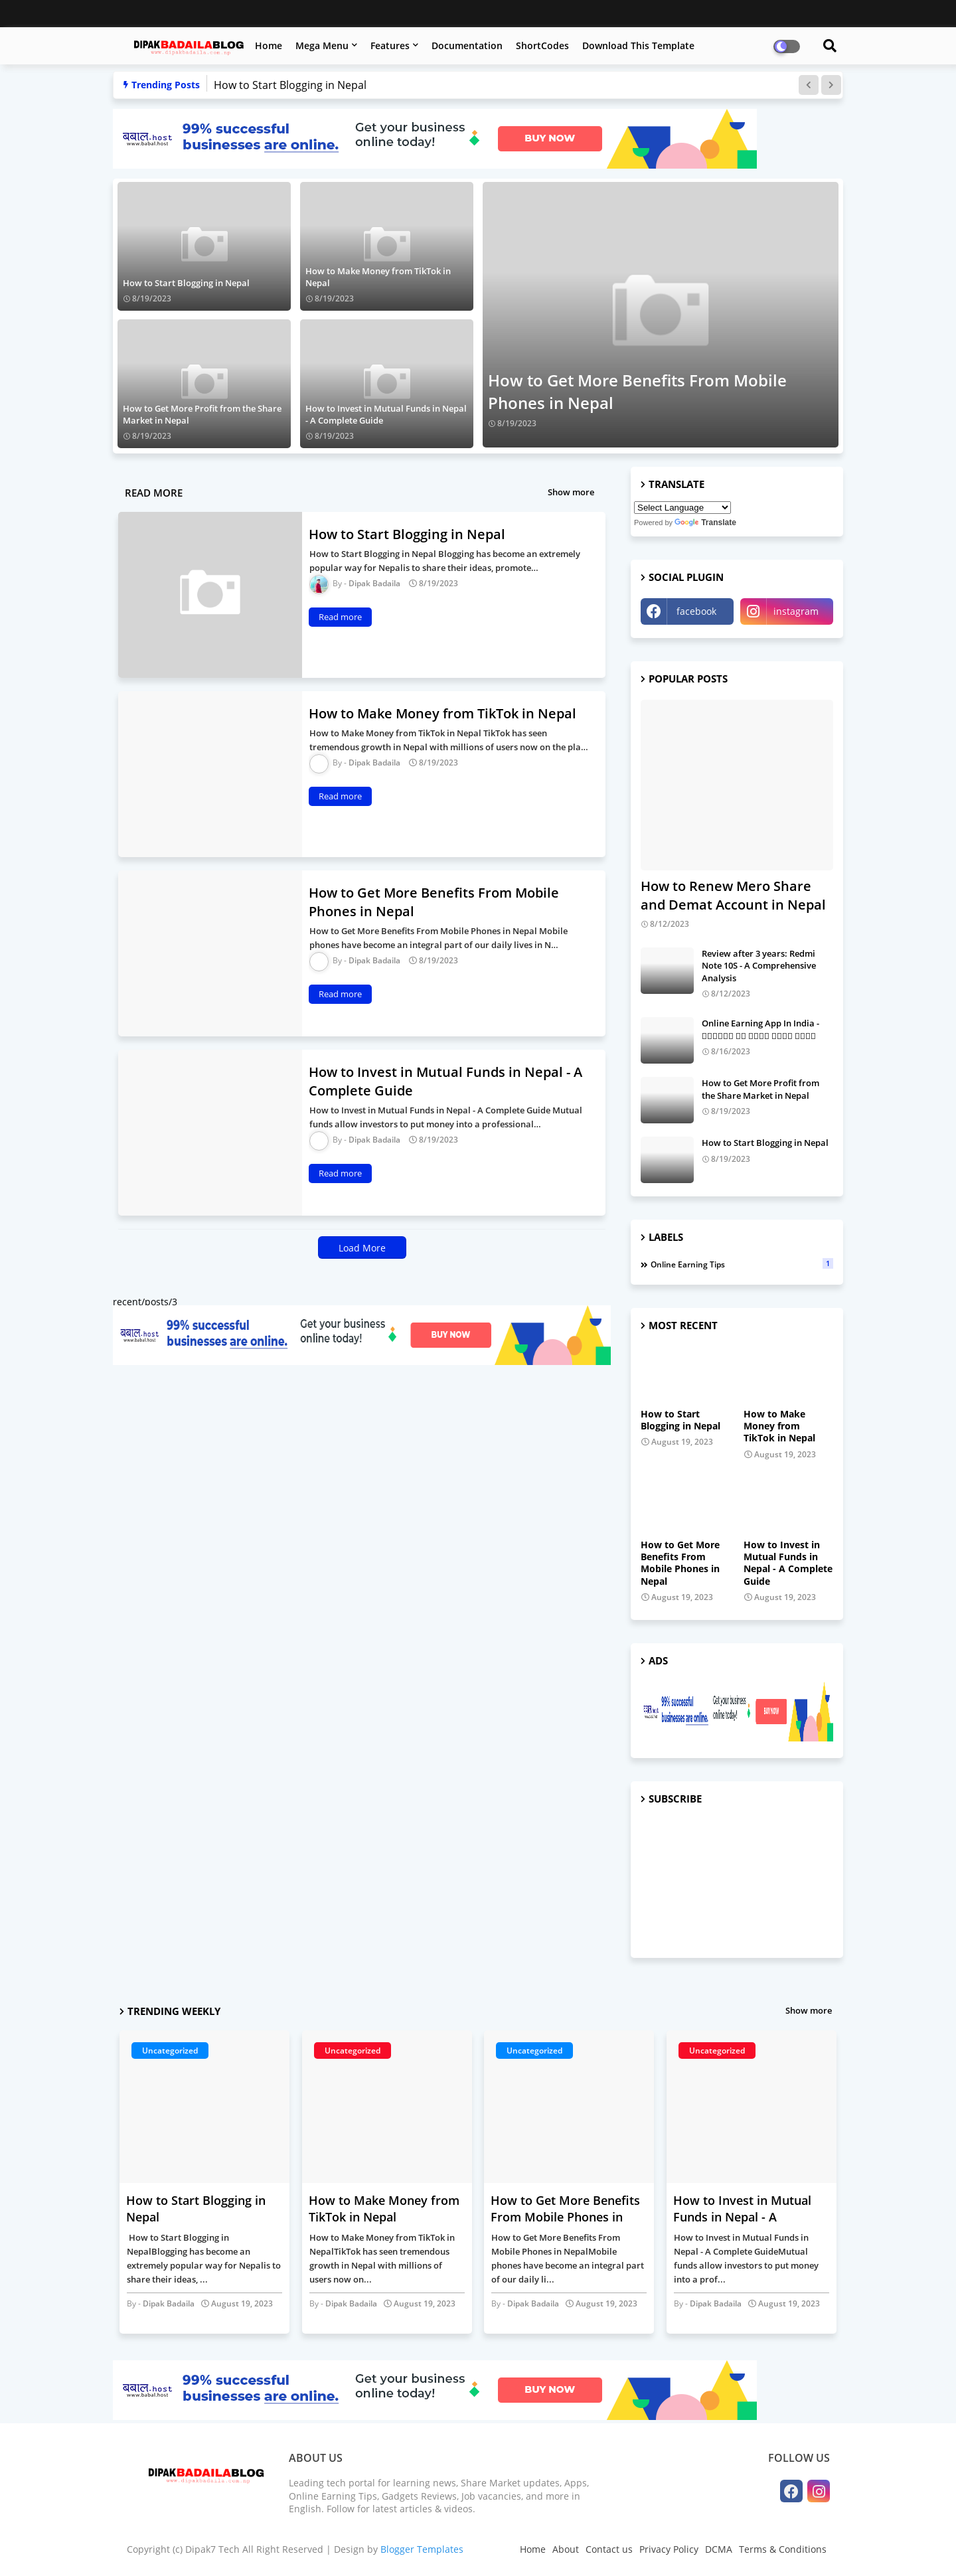 DIPAKBADAILABLOG
www.dipakbadaila.com
Home
Mega Menu
Features
Documentation
ShortCodes
Download This Template
Trending Posts
How to Start Blogging in Nepal
बबाल.host
www.babal.host
99% successful
businesses are online.
Get your business
online today!
BUY NOW
How to Start Blogging in Nepal
8/19/2023
How to Make Money from TikTok in
Nepal
8/19/2023
How to Get More Profit from the Share
Market in Nepal
8/19/2023
How to Invest in Mutual Funds in Nepal
- A Complete Guide
8/19/2023
How to Get More Benefits From Mobile
Phones in Nepal
8/19/2023
READ MORE
Show more
How to Start Blogging in Nepal
How to Start Blogging in Nepal Blogging has become an extremely
popular way for Nepalis to share their ideas, promote…
By - Dipak Badaila 8/19/2023
Read more
How to Make Money from TikTok in Nepal
How to Make Money from TikTok in Nepal TikTok has seen
tremendous growth in Nepal with millions of users now on the pla…
By - Dipak Badaila 8/19/2023
Read more
How to Get More Benefits From Mobile
Phones in Nepal
How to Get More Benefits From Mobile Phones in Nepal Mobile
phones have become an integral part of our daily lives in N…
By - Dipak Badaila 8/19/2023
Read more
How to Invest in Mutual Funds in Nepal - A
Complete Guide
How to Invest in Mutual Funds in Nepal - A Complete Guide Mutual
funds allow investors to put money into a professional…
By - Dipak Badaila 8/19/2023
Read more
Load More
recent/posts/3
बबाल.host
www.babal.host
99% successful
businesses are online.
Get your business
online today!
BUY NOW
TRANSLATE
Select Language
Powered by Google Translate
SOCIAL PLUGIN
facebook
instagram
POPULAR POSTS
How to Renew Mero Share
and Demat Account in Nepal
8/12/2023
Review after 3 years: Redmi
Note 10S - A Comprehensive
Analysis
8/12/2023
Online Earning App In India -
8/16/2023
How to Get More Profit from
the Share Market in Nepal
8/19/2023
How to Start Blogging in Nepal
8/19/2023
LABELS
Online Earning Tips
1
MOST RECENT
How to Start
Blogging in Nepal
August 19, 2023
How to Make
Money from
TikTok in Nepal
August 19, 2023
How to Get More
Benefits From
Mobile Phones in
Nepal
August 19, 2023
How to Invest in
Mutual Funds in
Nepal - A Complete
Guide
August 19, 2023
ADS
99% successful
businesses are online.
Get your business
online today!
BUY NOW
SUBSCRIBE
TRENDING WEEKLY
Show more
Uncategorized
How to Start Blogging in
Nepal
How to Start Blogging in
NepalBlogging has become an
extremely popular way for Nepalis to
share their ideas, …
By - Dipak Badaila August 19, 2023
Uncategorized
How to Make Money from
TikTok in Nepal
How to Make Money from TikTok in
NepalTikTok has seen tremendous
growth in Nepal with millions of
users now on…
By - Dipak Badaila August 19, 2023
Uncategorized
How to Get More Benefits
From Mobile Phones in
How to Get More Benefits From
Mobile Phones in NepalMobile
phones have become an integral part
of our daily li…
By - Dipak Badaila August 19, 2023
Uncategorized
How to Invest in Mutual
Funds in Nepal - A
How to Invest in Mutual Funds in
Nepal - A Complete GuideMutual
funds allow investors to put money
into a prof…
By - Dipak Badaila August 19, 2023
बबाल.host
www.babal.host
99% successful
businesses are online.
Get your business
online today!
BUY NOW
DIPAKBADAILABLOG
www.dipakbadaila.com
ABOUT US
Leading tech portal for learning news, Share Market updates, Apps,
Online Earning Tips, Gadgets Reviews, Job vacancies, and more in
English. Follow for latest articles & videos.
FOLLOW US
Copyright (c) Dipak7 Tech All Right Reserved | Design by Blogger Templates
Home
About
Contact us
Privacy Policy
DCMA
Terms & Conditions